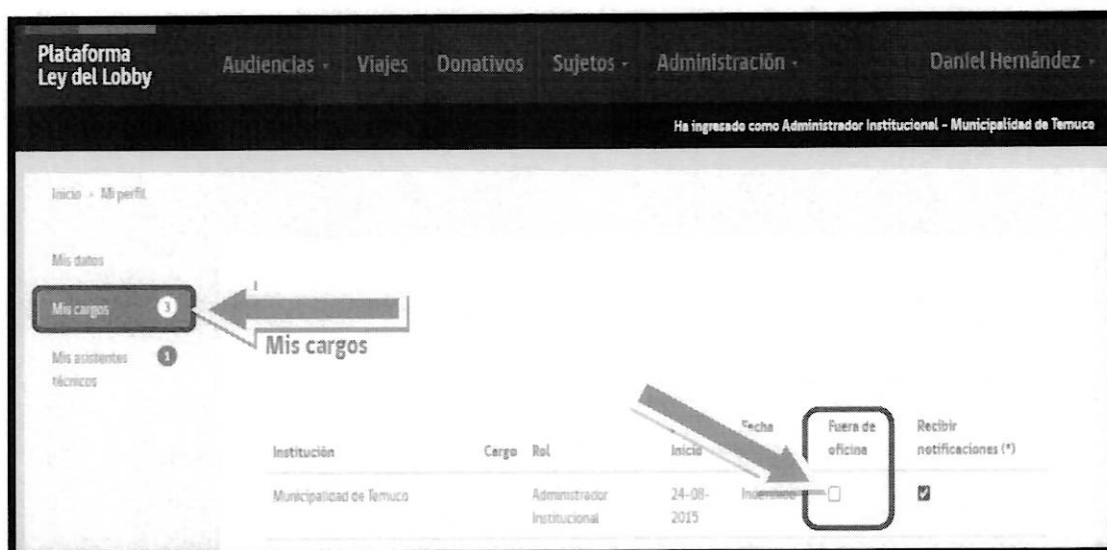 Plataforma
Ley del Lobby
Audiencias Viajes Donativos Sujetos Administración Daniel Hernández
Ha ingresado como Administrador Institucional - Municipalidad de Temuco
Inicio Mi perfil
Mis datos
Mis cargos 3
Mis asistentes 1
técnicos
Mis cargos
Institución Cargo Rol Inicio Fecha Fuera de oficina Recibir notificaciones (*)
Municipalidad de Temuco Administrador Institucional 24-08-2015 Indefinido